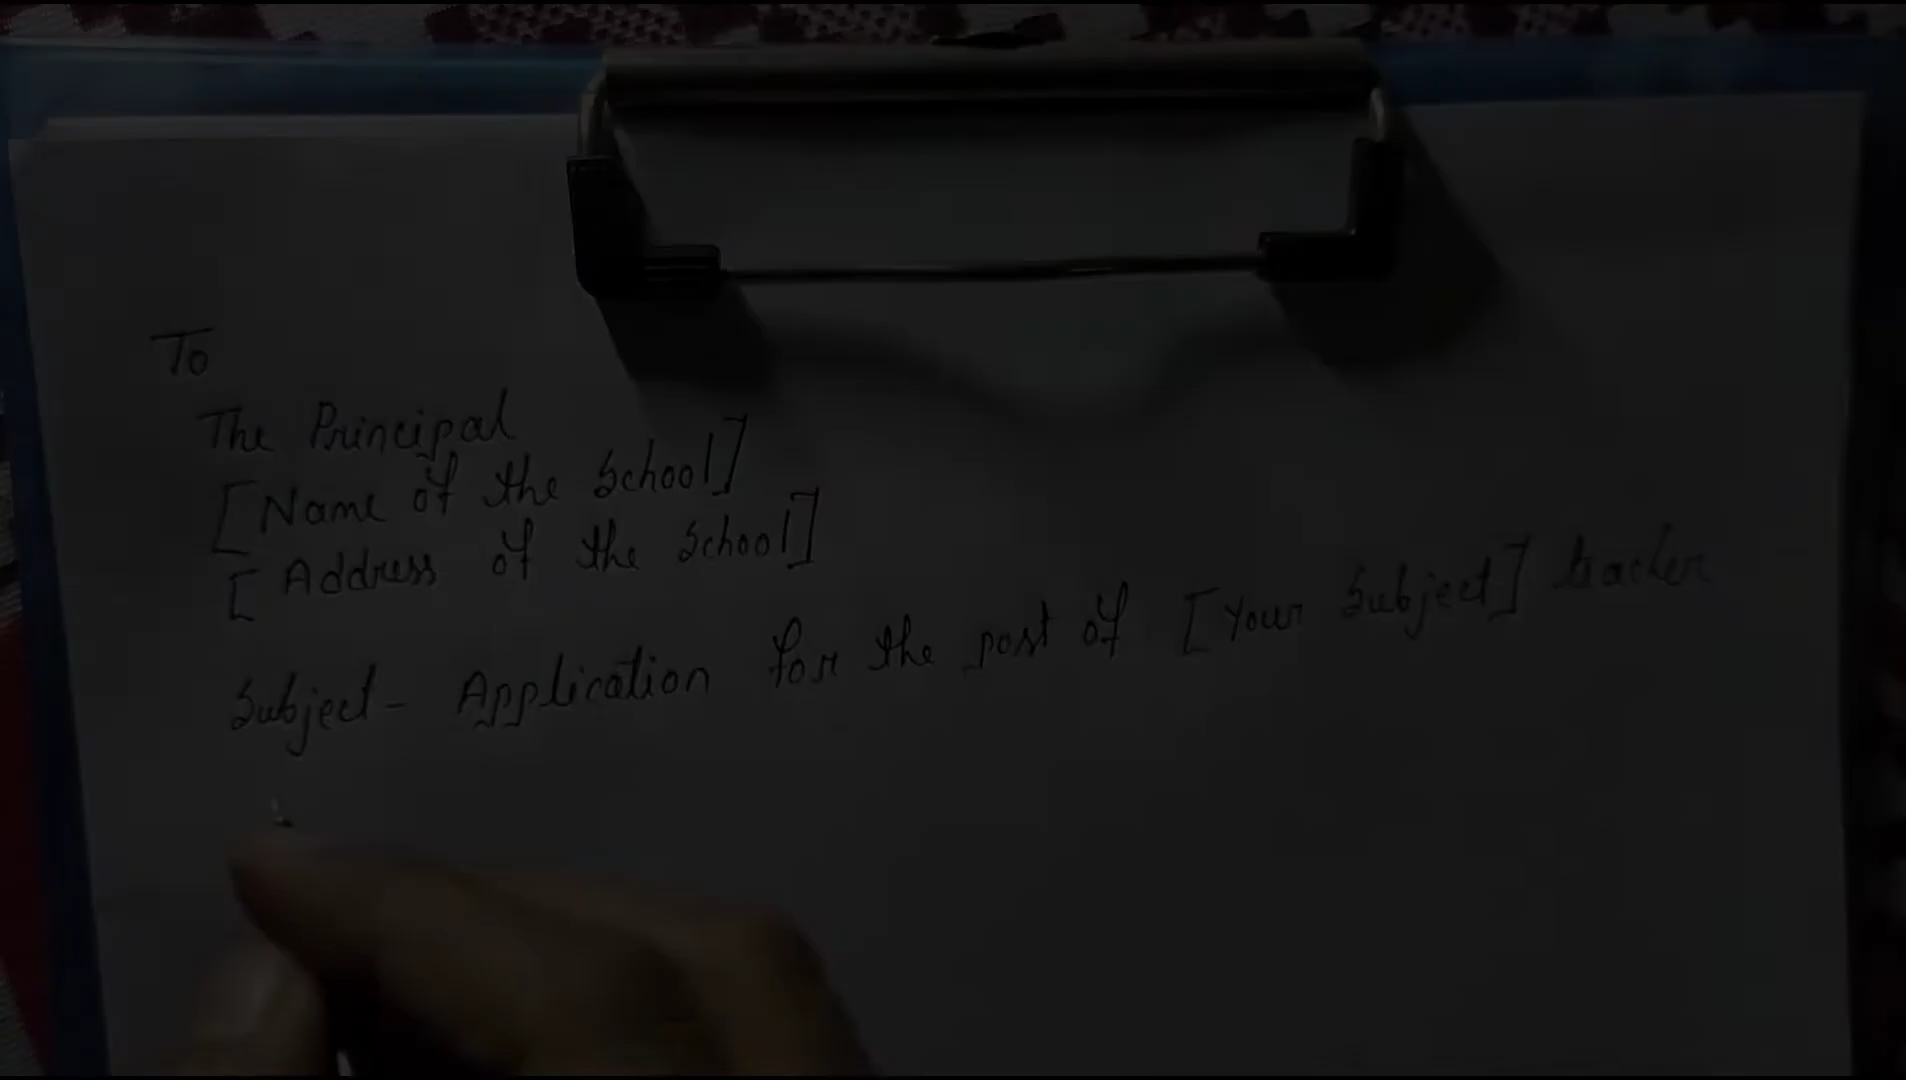 To
The Principal
[Name of the School]
[Address of the School]
Subject- Application for the post of [Your Subject] teacher